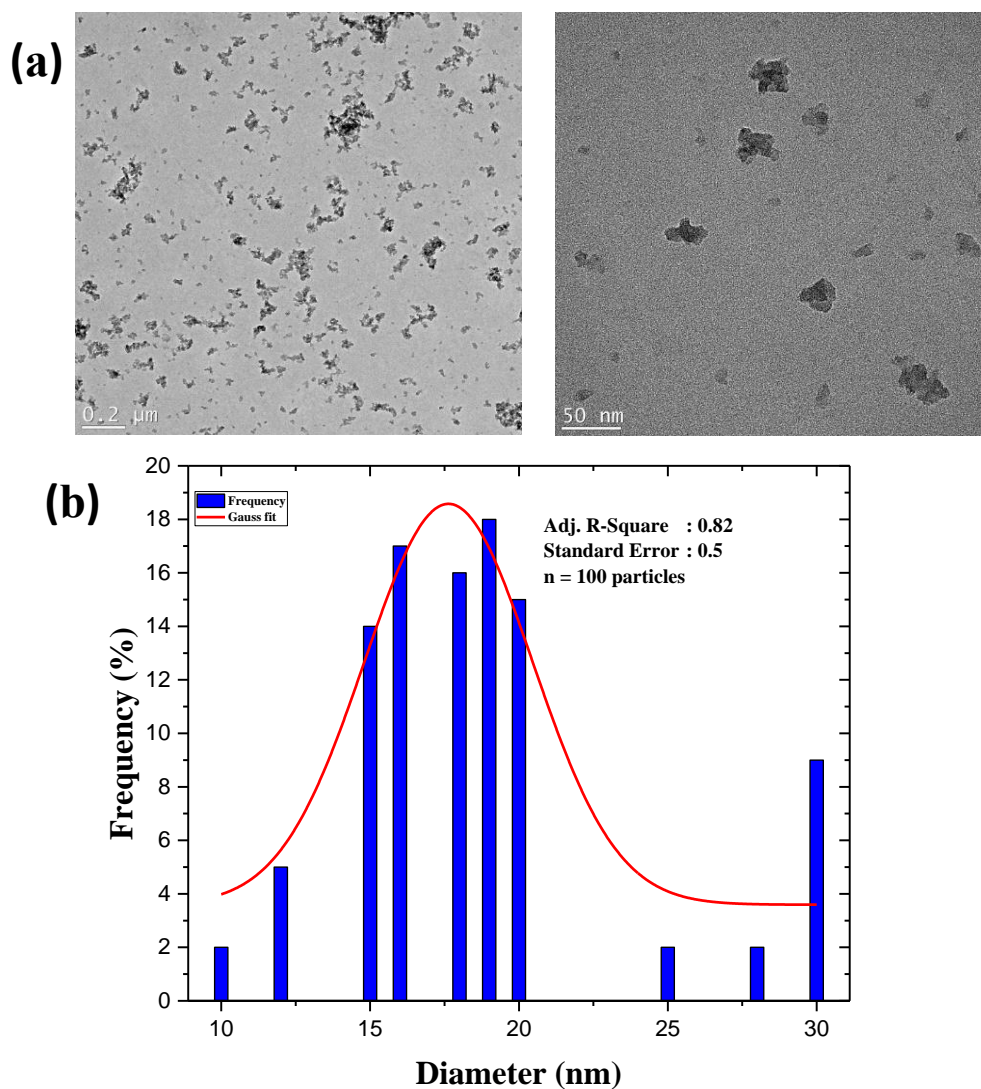 (a)
0.2 µm
50 nm
(b)
Frequency
Gauss fit
Adj. R-Square : 0.82
Standard Error : 0.5
n = 100 particles
Frequency (%)
20
18
16
14
12
10
8
6
4
2
0
10 15 20 25 30
Diameter (nm)